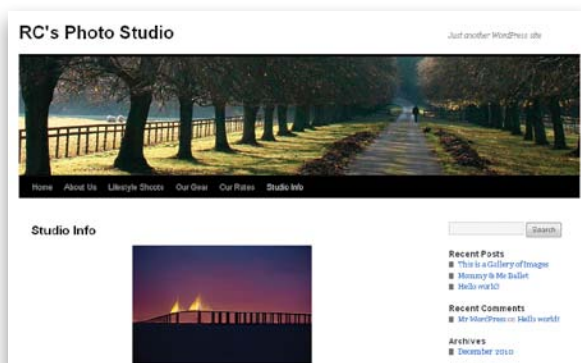 RC's Photo Studio
Just another WordPress site
Home About Us Lifestyle Shoots Our Gear Our Rates Studio Info
Studio Info
Search
Recent Posts
This is a Gallery of Images
Mommy & Me Ballet
Hello world!
Recent Comments
Mr WordPress on Hello world!
Archives
December 2010